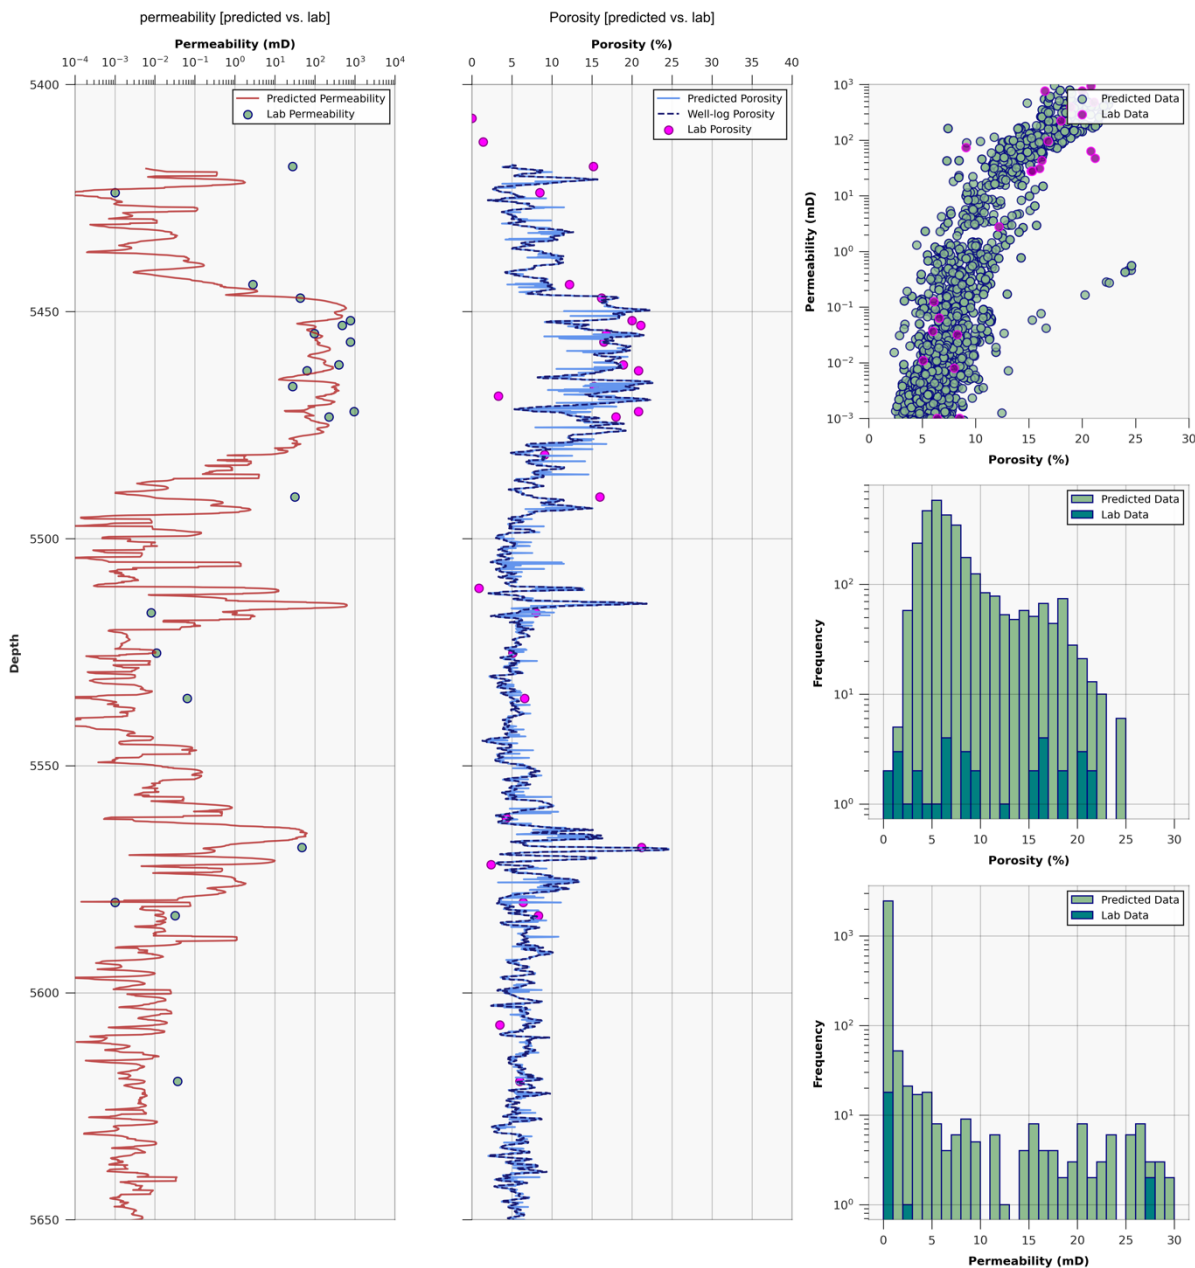 permeability [predicted vs. lab]
Permeability (mD)
10⁻⁴ 10⁻³ 10⁻² 10⁻¹ 10⁰ 10¹ 10² 10³ 10⁴
Predicted Permeability
Lab Permeability
Depth
5400
5450
5500
5550
5600
5650
Porosity [predicted vs. lab]
Porosity (%)
0 5 10 15 20 25 30 35 40
Predicted Porosity
Well-log Porosity
Lab Porosity
Predicted Data
Lab Data
Permeability (mD)
10³
10²
10¹
10⁰
10⁻¹
10⁻²
10⁻³
0 5 10 15 20 25 30
Porosity (%)
Predicted Data
Lab Data
Frequency
10²
10¹
10⁰
0 5 10 15 20 25 30
Porosity (%)
Predicted Data
Lab Data
Frequency
10³
10²
10¹
10⁰
0 5 10 15 20 25 30
Permeability (mD)